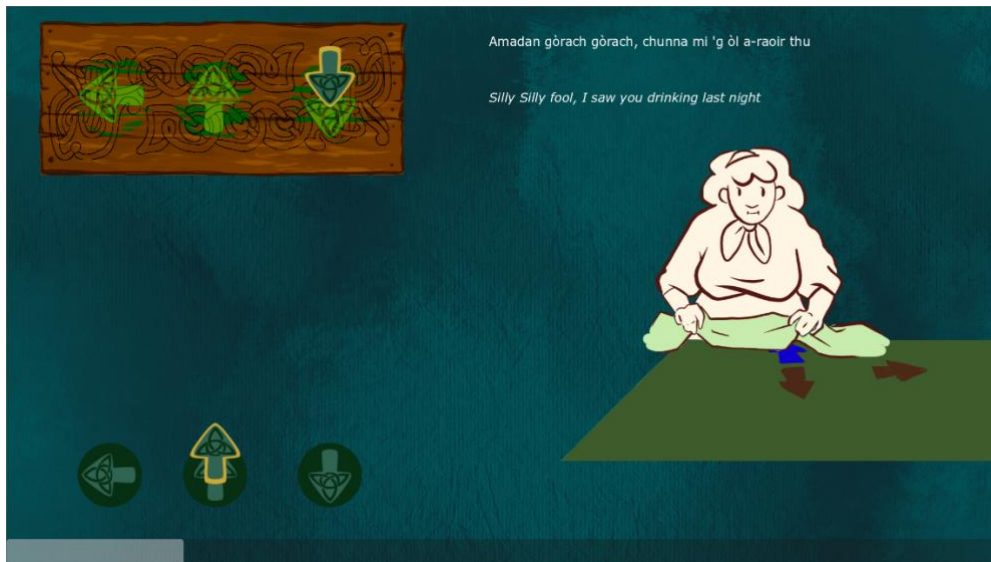 Amadan gòrach gòrach, chunna mi 'g òl a-raoir thu
Silly Silly fool, I saw you drinking last night